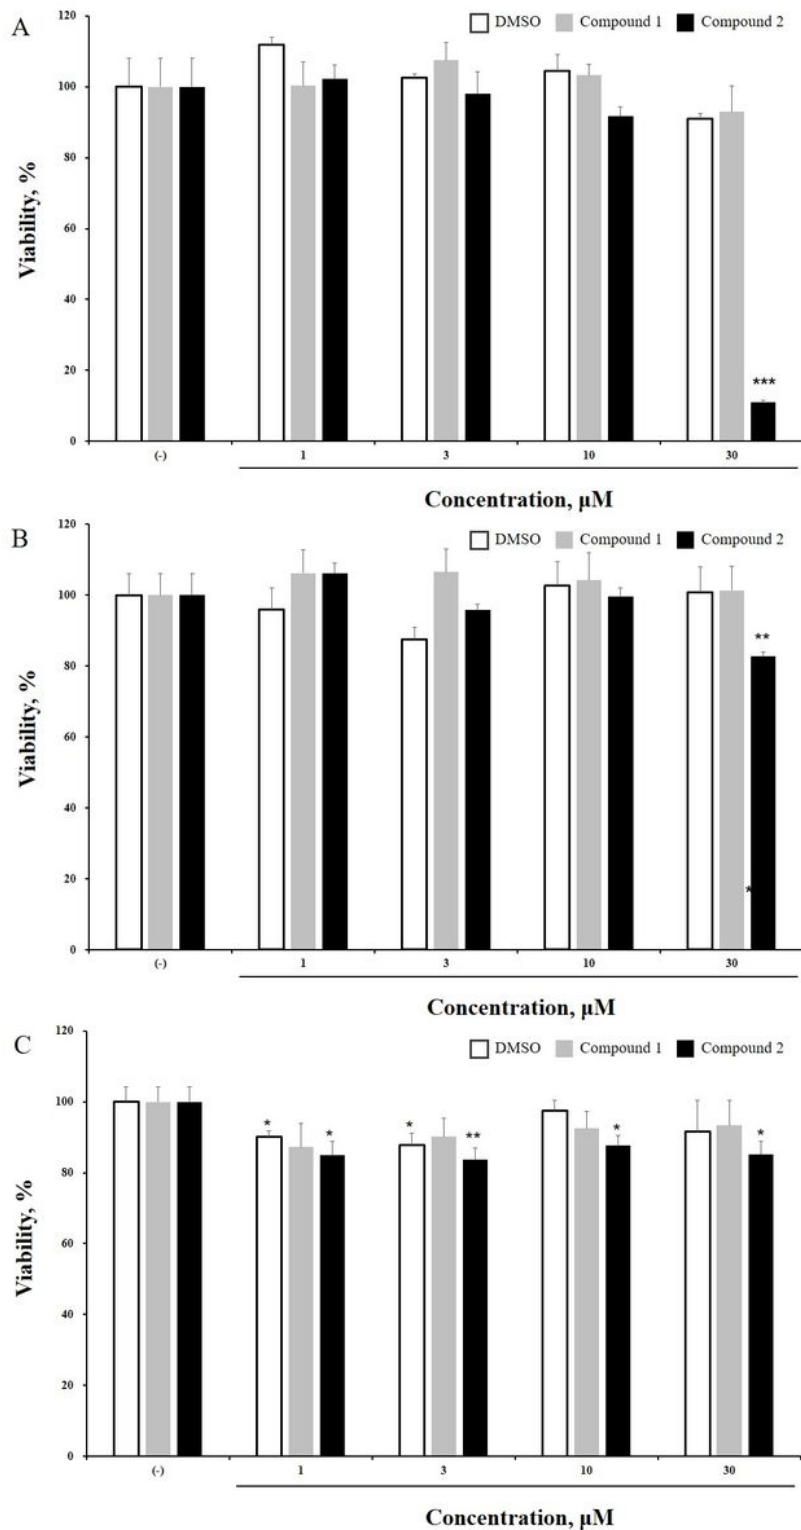 A
120
DMSO Compound 1 Compound 2
100
80
60
40
20
0
Viability, %
***
(-) 1 3 10 30
Concentration, µM
B
120
DMSO Compound 1 Compound 2
100
80
60
40
20
0
Viability, %
**
*
(-) 1 3 10 30
Concentration, µM
C
120
DMSO Compound 1 Compound 2
100
80
60
40
20
0
Viability, %
* * * ** * *
(-) 1 3 10 30
Concentration, µM